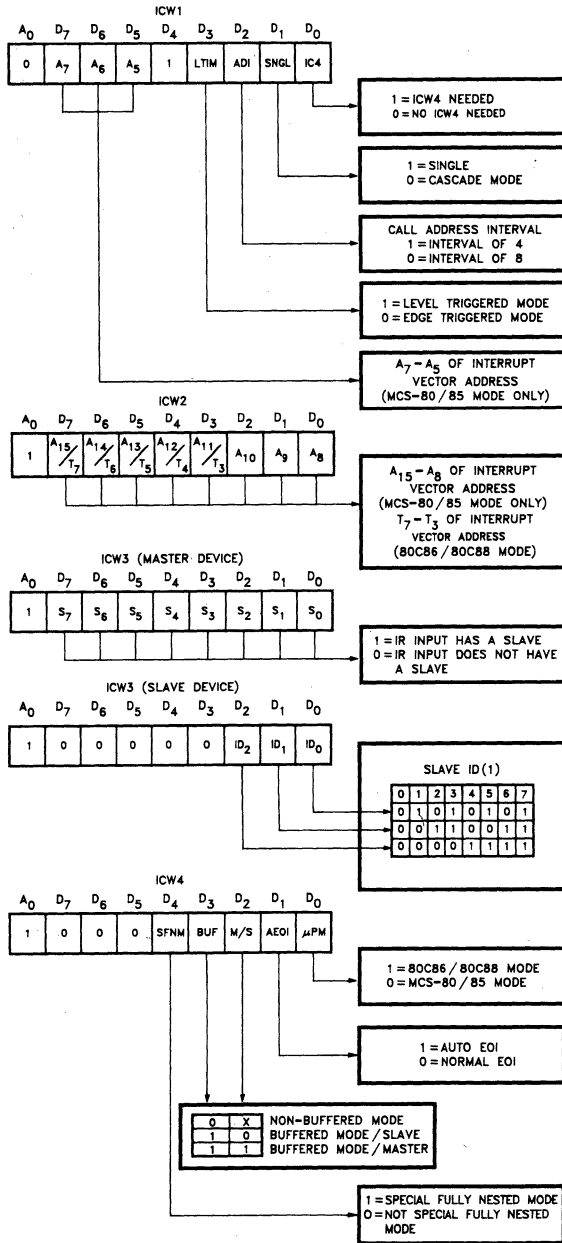 ICW1
A0 D7 D6 D5 D4 D3 D2 D1 D0
0 A7 A6 A5 1 LTIM ADI SNGL IC4
1 = ICW4 NEEDED
0 = NO ICW4 NEEDED
1 = SINGLE
0 = CASCADE MODE
CALL ADDRESS INTERVAL
1 = INTERVAL OF 4
0 = INTERVAL OF 8
1 = LEVEL TRIGGERED MODE
0 = EDGE TRIGGERED MODE
A7-A5 OF INTERRUPT
VECTOR ADDRESS
(MCS-80/85 MODE ONLY)
ICW2
A0 D7 D6 D5 D4 D3 D2 D1 D0
1 A15/T7 A14/T6 A13/T5 A12/T4 A11/T3 A10 A9 A8
A15-A8 OF INTERRUPT
VECTOR ADDRESS
(MCS-80/85 MODE ONLY)
T7-T3 OF INTERRUPT
VECTOR ADDRESS
(80C86/80C88 MODE)
ICW3 (MASTER DEVICE)
A0 D7 D6 D5 D4 D3 D2 D1 D0
1 S7 S6 S5 S4 S3 S2 S1 S0
1 = IR INPUT HAS A SLAVE
0 = IR INPUT DOES NOT HAVE
A SLAVE
ICW3 (SLAVE DEVICE)
A0 D7 D6 D5 D4 D3 D2 D1 D0
1 0 0 0 0 0 ID2 ID1 ID0
SLAVE ID(1)
0 1 2 3 4 5 6 7
0 1 0 1 0 1 0 1
0 0 1 1 0 0 1 1
0 0 0 0 1 1 1 1
ICW4
A0 D7 D6 D5 D4 D3 D2 D1 D0
1 0 0 0 SFNM BUF M/S AEOI μPM
1 = 80C86/80C88 MODE
0 = MCS-80/85 MODE
1 = AUTO EOI
0 = NORMAL EOI
0 X NON-BUFFERED MODE
1 0 BUFFERED MODE/SLAVE
1 1 BUFFERED MODE/MASTER
1 = SPECIAL FULLY NESTED MODE
0 = NOT SPECIAL FULLY NESTED
MODE